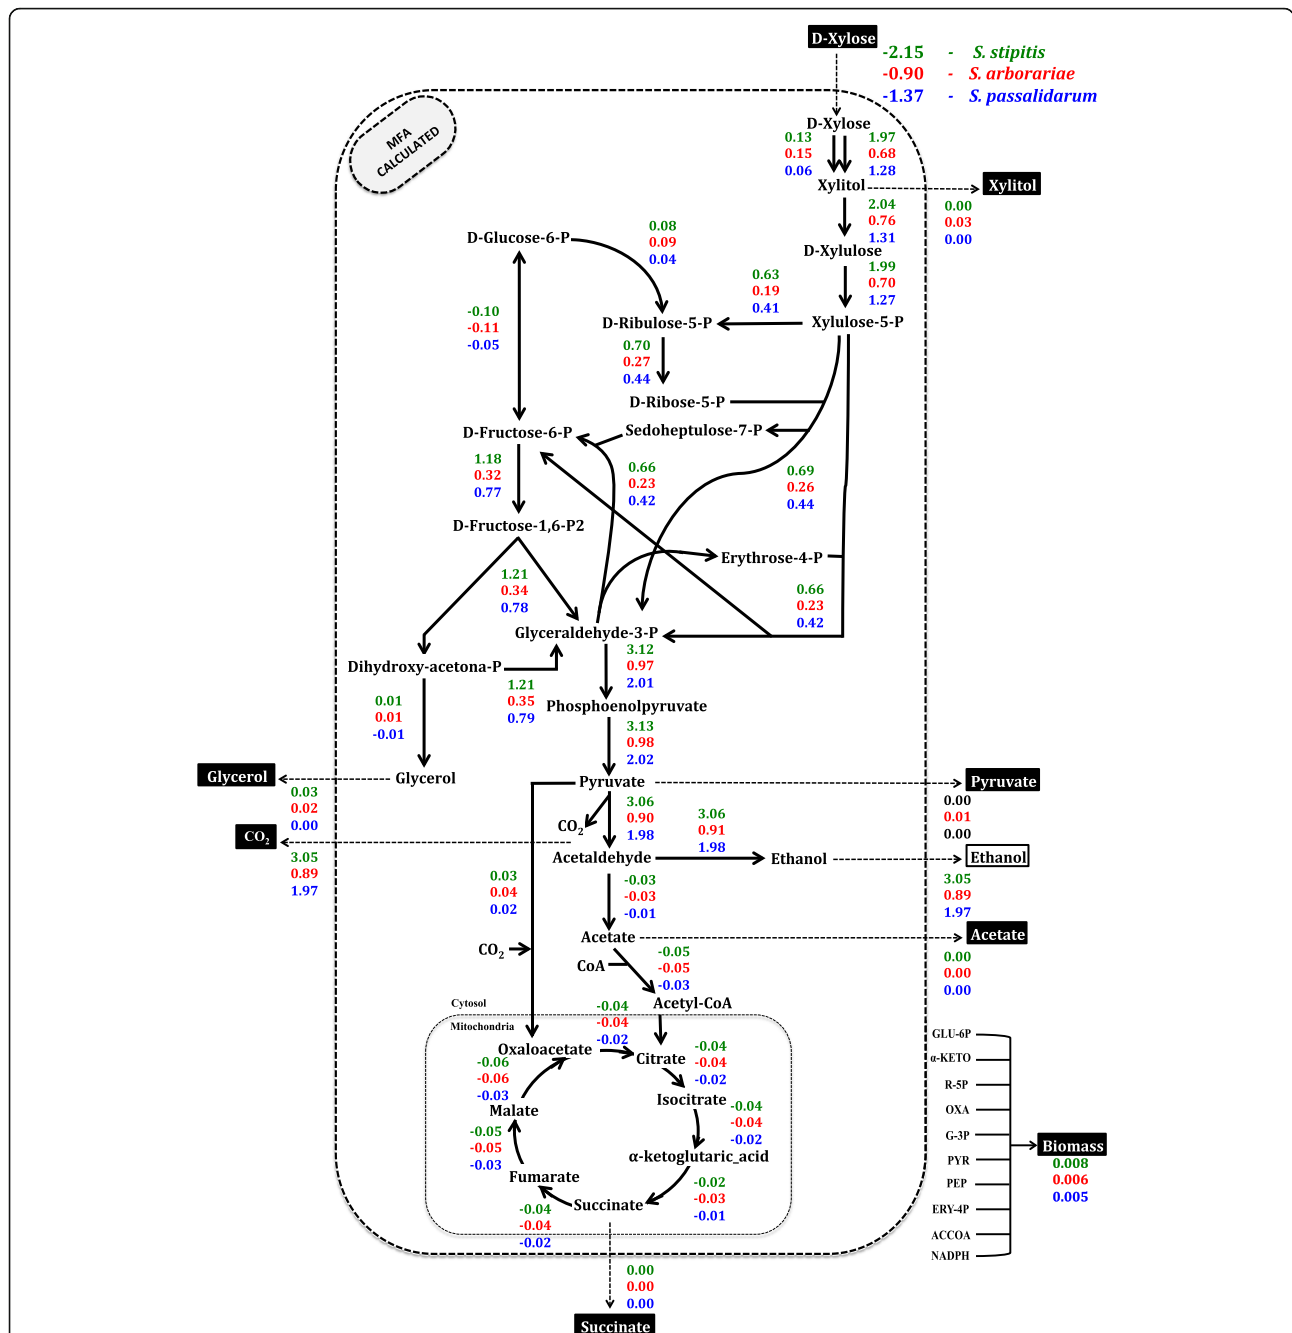 D-Xylose
-2.15 - S. stipitis
-0.90 - S. arborariae
-1.37 - S. passalidarum
MFA
CALCULATED
D-Xylose
0.13
0.15
0.06
1.97
0.68
1.28
Xylitol
Xylitol
2.04
0.76
1.31
0.00
0.03
0.00
D-Glucose-6-P
0.08
0.09
0.04
D-Xylulose
1.99
0.70
1.27
0.63
0.19
0.41
-0.10
-0.11
-0.05
D-Ribulose-5-P
Xylulose-5-P
0.70
0.27
0.44
D-Ribose-5-P
D-Fructose-6-P
Sedoheptulose-7-P
1.18
0.32
0.77
0.66
0.23
0.42
0.69
0.26
0.44
D-Fructose-1,6-P2
Erythrose-4-P
1.21
0.34
0.78
0.66
0.23
0.42
Glyceraldehyde-3-P
3.12
0.97
2.01
Dihydroxy-acetona-P
1.21
0.35
0.79
0.01
0.01
-0.01
Phosphoenolpyruvate
3.13
0.98
2.02
Glycerol
Glycerol
0.03
0.02
0.00
Pyruvate
Pyruvate
0.00
0.01
0.00
3.06
0.90
1.98
3.06
0.91
1.98
CO2
CO2
3.05
0.89
1.97
Acetaldehyde
Ethanol
Ethanol
3.05
0.89
1.97
0.03
0.04
0.02
-0.03
-0.03
-0.01
Acetate
Acetate
0.00
0.00
0.00
CO2
CoA
-0.05
-0.05
-0.03
Acetyl-CoA
Cytosol
Mitochondria
-0.04
-0.04
-0.02
Oxaloacetate
Citrate
-0.04
-0.04
-0.02
-0.06
-0.06
-0.03
Isocitrate
-0.04
-0.04
-0.02
Malate
-0.05
-0.05
-0.03
α-ketoglutaric_acid
Fumarate
-0.02
-0.03
-0.01
Succinate
-0.04
-0.04
-0.02
0.00
0.00
0.00
Succinate
GLU-6P
α-KETO
R-5P
OXA
G-3P
PYR
PEP
ERY-4P
ACCOA
NADPH
Biomass
0.008
0.006
0.005